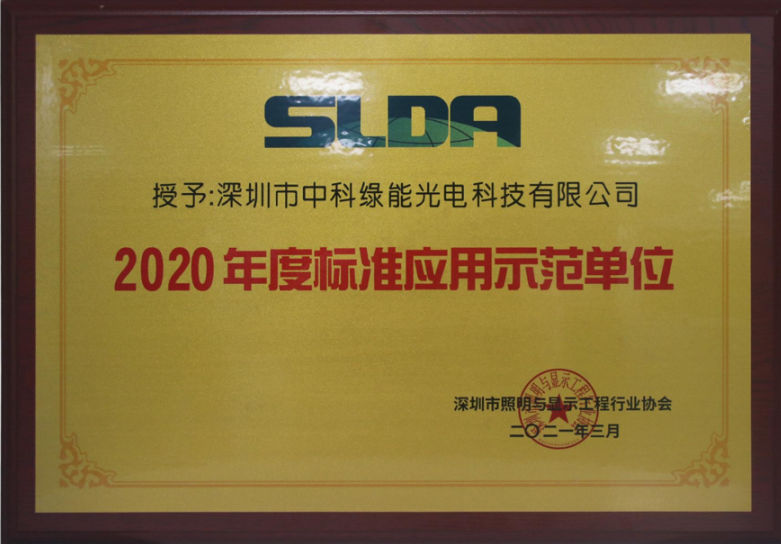 SLDA
授予:深圳市中科绿能光电科技有限公司
2020年度标准应用示范单位
深圳市照明与显示工程行业协会
二〇二一年三月